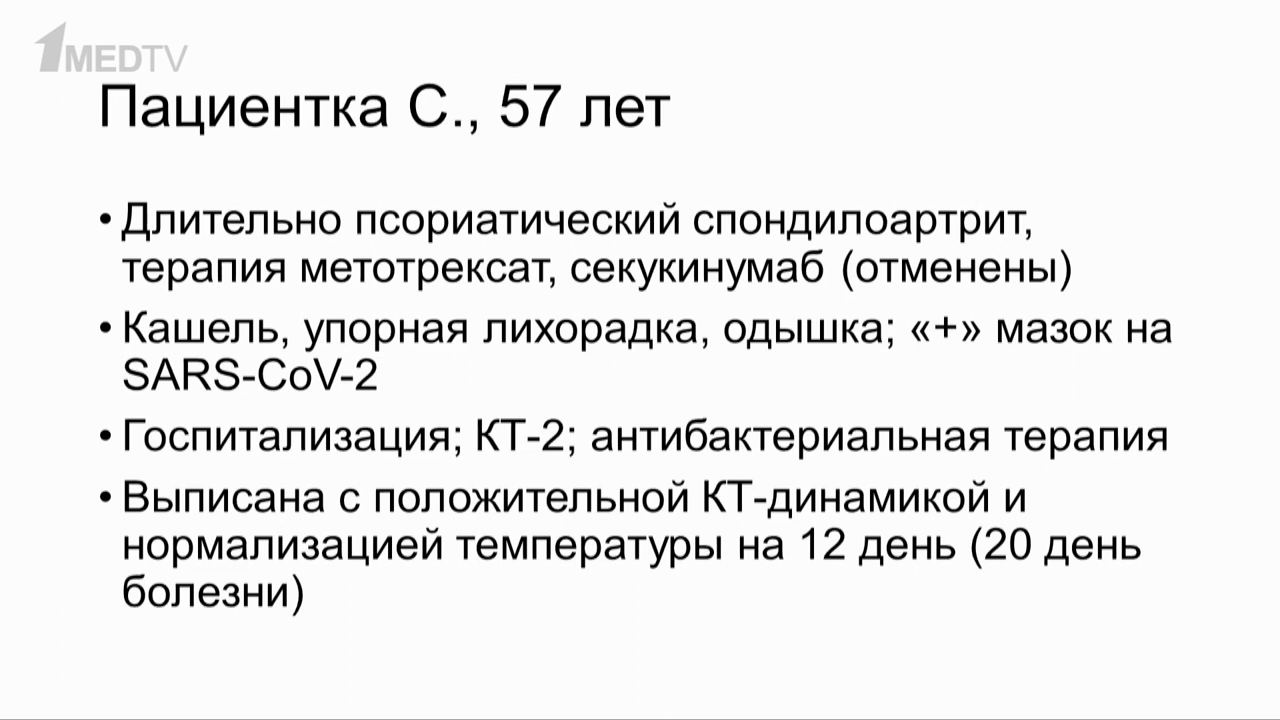 1MEDTV
Пациентка С., 57 лет
• Длительно псориатический спондилоартрит,
терапия метотрексат, секукинумаб (отменены)
• Кашель, упорная лихорадка, одышка; «+» мазок на
SARS-CoV-2
• Госпитализация; КТ-2; антибактериальная терапия
• Выписана с положительной КТ-динамикой и
нормализацией температуры на 12 день (20 день
болезни)